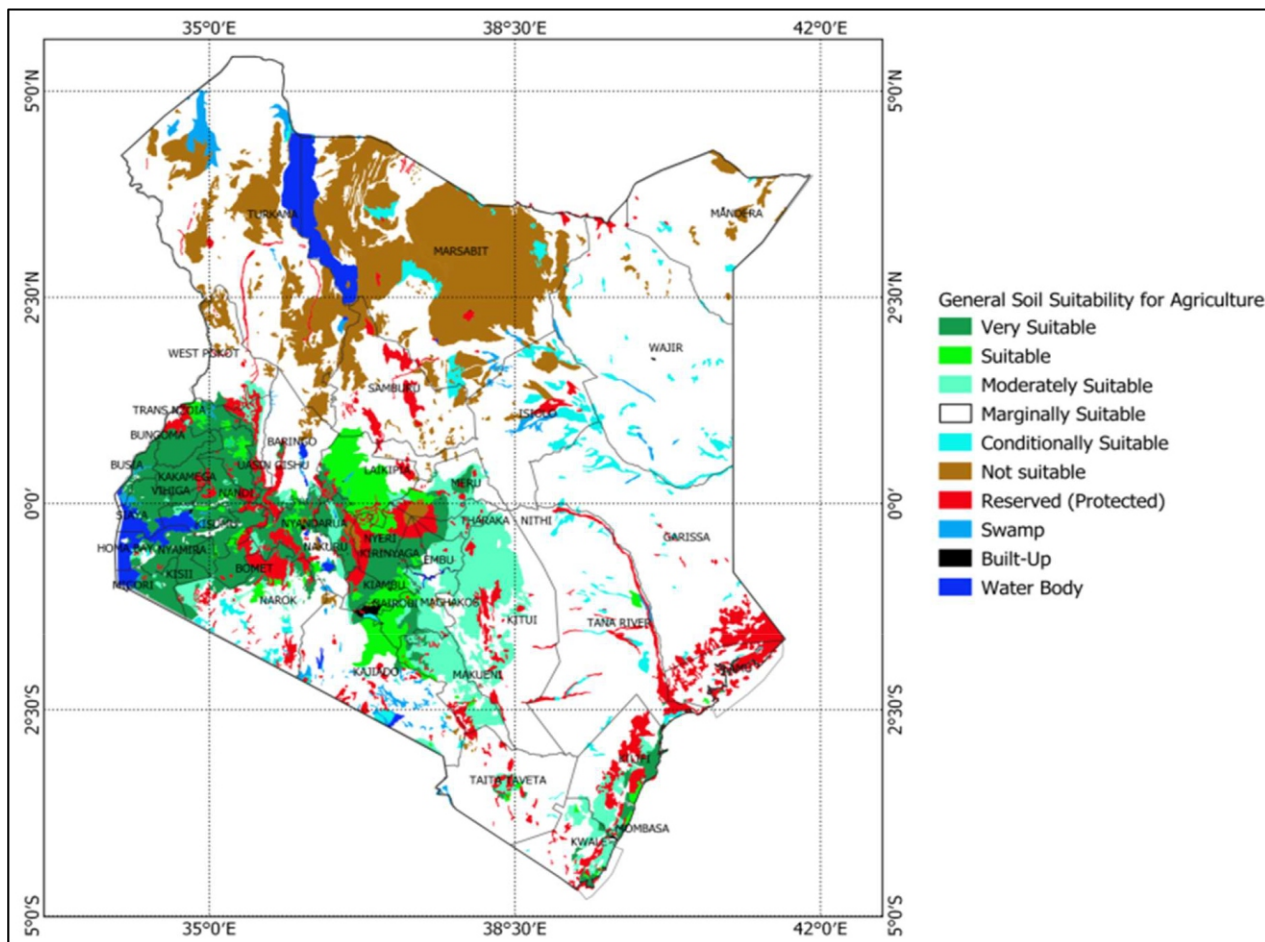 35°0′E 38°30′E 42°0′E
5°0′N 5°0′N
MANDERA
TURKANA
MARSABIT
2°30′N 2°30′N
WAJIR
WEST POKOT
SAMBURU
TRANS NZOIA
ISIOLO
BUNGOMA
BARINGO
BUSIA
UASIN GISHU
LAIKIPIA
KAKAMEGA
MERU
VIHIGA
NANDI
0°0′ 0°0′
SIAYA
KISUMU
NYANDARUA
THARAKA NITHI
NYERI
GARISSA
HOMA BAY
NYAMIRA
NAKURU
KIRINYAGA
EMBU
BOMET
KISII
MIGORI
KIAMBU
NAROK
NAIROBI
MACHAKOS
KITUI
TANA RIVER
LAMU
KAJIADO
MAKUENI
2°30′S 2°30′S
KILIFI
TAITA TAVETA
MOMBASA
KWALE
5°0′S 5°0′S
35°0′E 38°30′E 42°0′E
General Soil Suitability for Agriculture
Very Suitable
Suitable
Moderately Suitable
Marginally Suitable
Conditionally Suitable
Not suitable
Reserved (Protected)
Swamp
Built-Up
Water Body